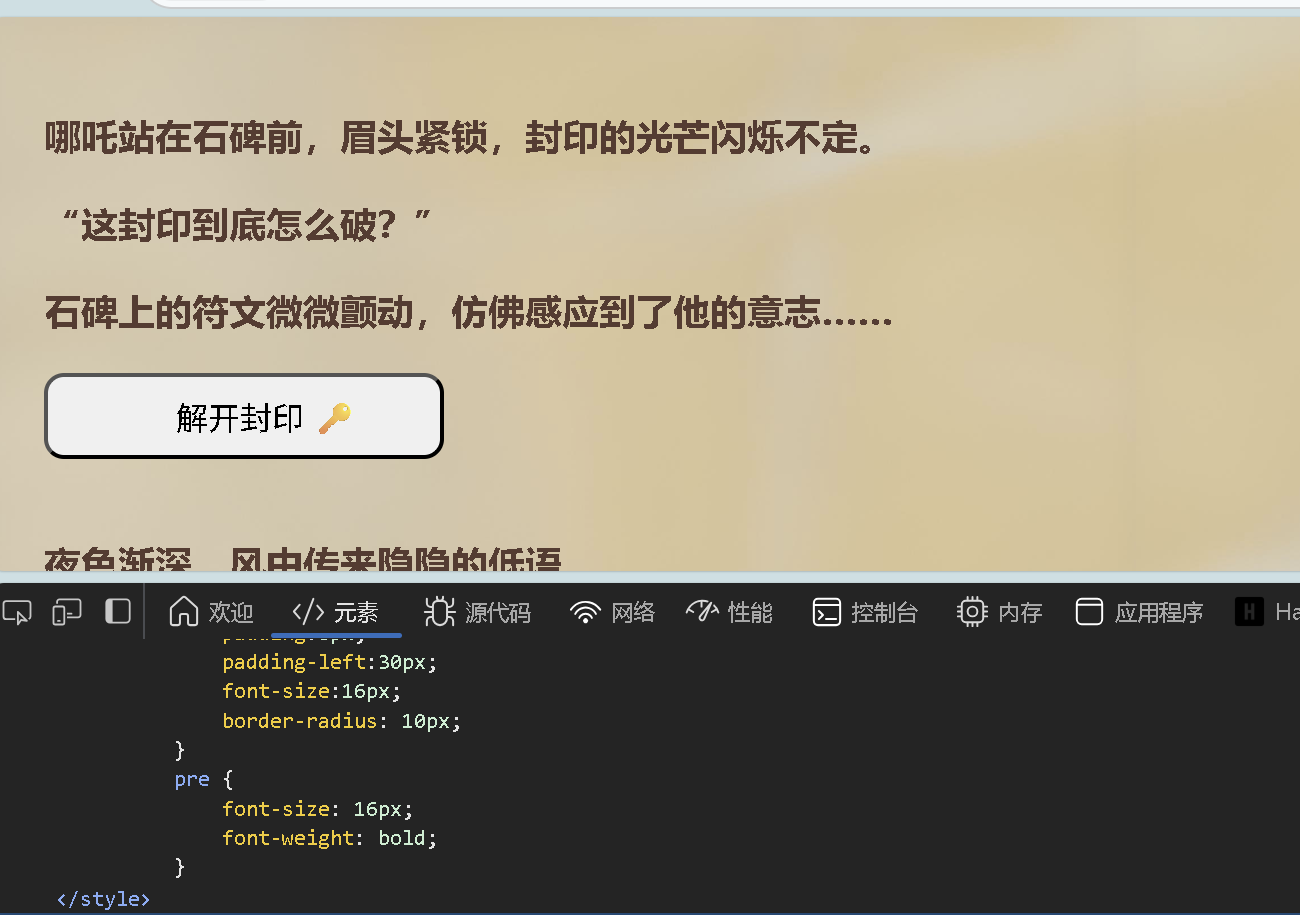 哪吒站在石碑前，眉头紧锁，封印的光芒闪烁不定。
“这封印到底怎么破？”
石碑上的符文微微颤动，仿佛感应到了他的意志……
解开封印 🔑
夜色渐深 风中传来隐隐的低语
欢迎 </> 元素 源代码 网络 性能 控制台 内存 应用程序 H Ha
padding-left:30px;
font-size:16px;
border-radius: 10px;
}
pre {
font-size: 16px;
font-weight: bold;
}
</style>